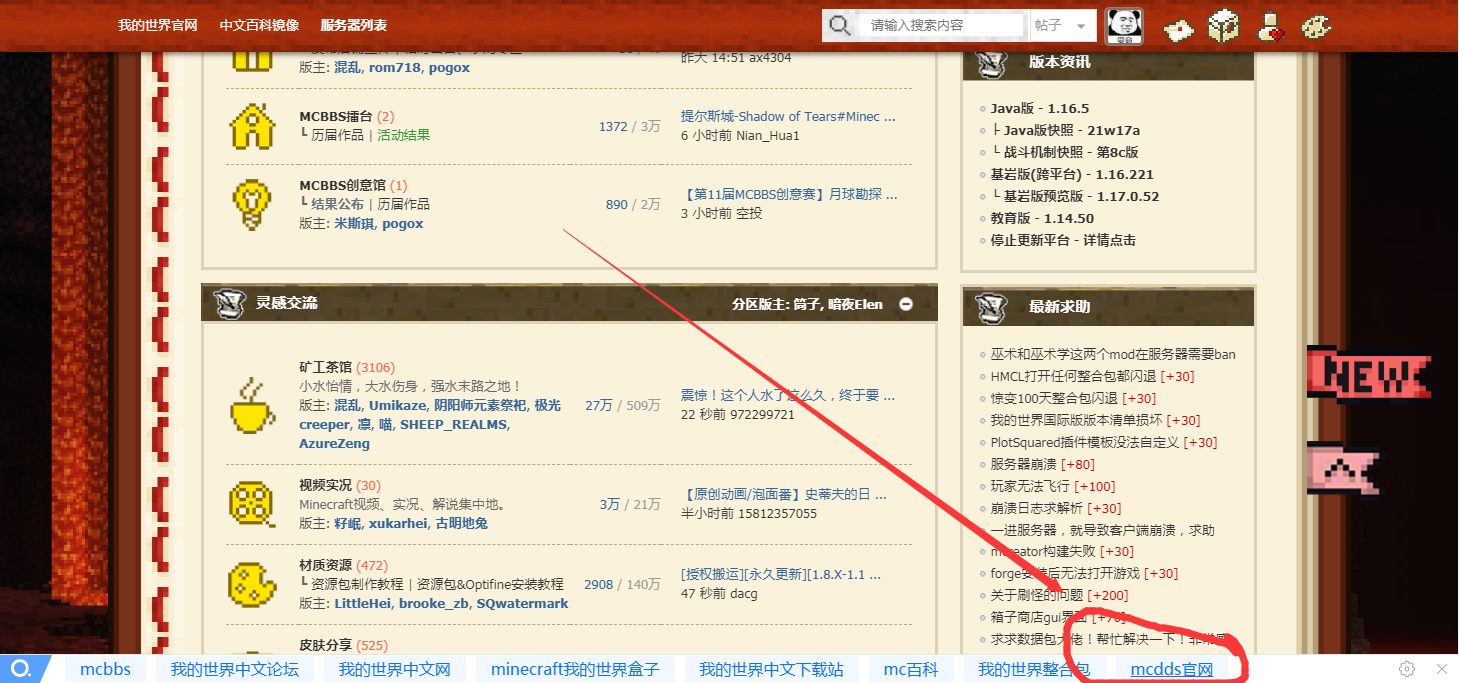 我的世界官网 中文百科镜像 服务器列表 请输入搜索内容 帖子
版主: 混乱, rom718, pogox
昨天 14:51 ax4304
MCBBS擂台 (2)
└ 历届作品 | 活动结果
1372 / 3万
提尔斯城-Shadow of Tears#Minec ...
6 小时前 Nian_Hua1
MCBBS创意馆 (1)
└ 结果公布 | 历届作品
版主: 米斯琪, pogox
890 / 2万
【第11届MCBBS创意赛】月球勘探 ...
3 小时前 空投
版本资讯
Java版 - 1.16.5
├ Java版快照 - 21w17a
└ 战斗机制快照 - 第8c版
基岩版(跨平台) - 1.16.221
└ 基岩版预览版 - 1.17.0.52
教育版 - 1.14.50
停止更新平台 - 详情点击
灵感交流
分区版主: 筒子, 暗夜Elen
矿工茶馆 (3106)
小水怡情，大水伤身，强水末路之地！
版主: 混乱, Umikaze, 阴阳师元素祭祀, 极光
creeper, 凛, 喵, SHEEP_REALMS,
AzureZeng
27万 / 509万
震惊！这个人水了这么久，终于要 ...
22 秒前 972299721
视频实况 (30)
Minecraft视频、实况、解说集中地。
版主: 籽岷, xukarhei, 古明地兔
3万 / 21万
【原创动画/泡面番】史蒂夫的日 ...
半小时前 15812357055
材质资源 (472)
└ 资源包制作教程 | 资源包&Optifine安装教程
版主: LittleHei, brooke_zb, SQwatermark
2908 / 140万
[授权搬运][永久更新][1.8.X-1.1 ...
47 秒前 dacg
皮肤分享 (525)
最新求助
巫术和巫术学这两个mod在服务器需要ban
HMCL打开任何整合包都闪退 [+30]
惊变100天整合包闪退 [+30]
我的世界国际版版本清单损坏 [+30]
PlotSquared插件模板没法自定义 [+30]
服务器崩溃 [+80]
玩家无法飞行 [+100]
崩溃日志求解析 [+30]
一进服务器，就导致客户端崩溃，求助
mcreator构建失败 [+30]
forge安装后无法打开游戏 [+30]
关于刷怪的问题 [+200]
箱子商店gui界面 [+70]
求求数据包大佬！帮忙解决一下！非常感
NEW
mcbbs 我的世界中文论坛 我的世界中文网 minecraft我的世界盒子 我的世界中文下载站 mc百科 我的世界整合包 mcdds官网